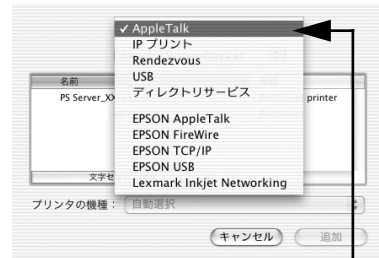 ✓ AppleTalk
IP プリント
Rendezvous
USB
ディレクトリサービス
EPSON AppleTalk
EPSON FireWire
EPSON TCP/IP
EPSON USB
Lexmark Inkjet Networking
名前
PS Server_XX
printer
文字セ
プリンタの機種： 自動選択
キャンセル 追加